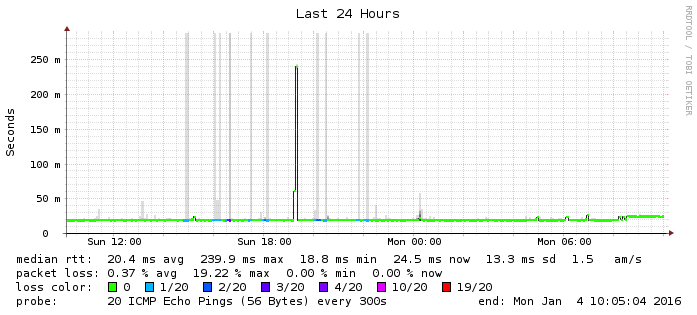 Last 24 Hours
RRDTOOL / TOBI OETIKER
Seconds
250 m
200 m
150 m
100 m
50 m
0
Sun 12:00 Sun 18:00 Mon 00:00 Mon 06:00
median rtt: 20.4 ms avg 239.9 ms max 18.8 ms min 24.5 ms now 13.3 ms sd 1.5 am/s
packet loss: 0.37 % avg 19.22 % max 0.00 % min 0.00 % now
loss color: 0 1/20 2/20 3/20 4/20 10/20 19/20
probe: 20 ICMP Echo Pings (56 Bytes) every 300s end: Mon Jan 4 10:05:04 2016